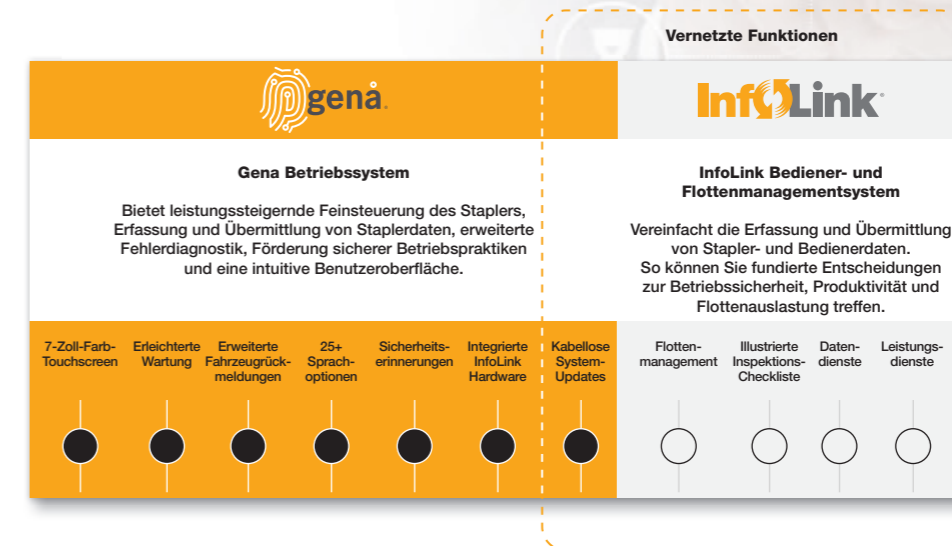 Vernetzte Funktionen
genå.
InfoLink®
Gena Betriebssystem
Bietet leistungssteigernde Feinsteuerung des Staplers,
Erfassung und Übermittlung von Staplerdaten, erweiterte
Fehlerdiagnostik, Förderung sicherer Betriebspraktiken
und eine intuitive Benutzeroberfläche.
InfoLink Bediener- und
Flottenmanagementsystem
Vereinfacht die Erfassung und Übermittlung
von Stapler- und Bedienerdaten.
So können Sie fundierte Entscheidungen
zur Betriebssicherheit, Produktivität und
Flottenauslastung treffen.
7-Zoll-Farb-
Touchscreen
Erleichterte
Wartung
Erweiterte
Fahrzeugrück-
meldungen
25+
Sprach-
optionen
Sicherheits-
erinnerungen
Integrierte
InfoLink
Hardware
Kabellose
System-
Updates
Flotten-
management
Illustrierte
Inspektions-
Checkliste
Daten-
dienste
Leistungs-
dienste